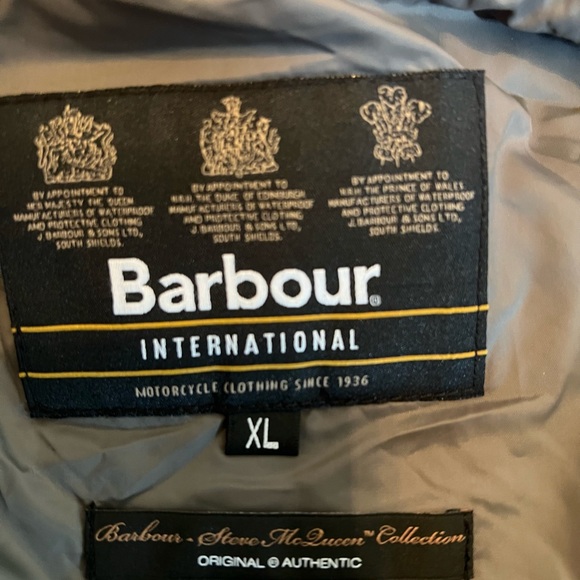 BY APPOINTMENT TO
H.M. MAJESTY THE QUEEN
MANUFACTURERS OF WATERPROOF
AND PROTECTIVE CLOTHING
J. BARBOUR & SONS LTD.,
SOUTH SHIELDS.
BY APPOINTMENT TO
H.R.H. THE DUKE OF EDINBURGH
MANUFACTURERS OF WATERPROOF
AND PROTECTIVE CLOTHING
J. BARBOUR & SONS LTD.,
SOUTH SHIELDS.
BY APPOINTMENT TO
H.R.H. THE PRINCE OF WALES
MANUFACTURERS OF WATERPROOF
AND PROTECTIVE CLOTHING
J. BARBOUR & SONS LTD.,
SOUTH SHIELDS.
Barbour®
INTERNATIONAL
MOTORCYCLE CLOTHING SINCE 1936
XL
Barbour - Steve McQueen™ Collection
ORIGINAL & AUTHENTIC